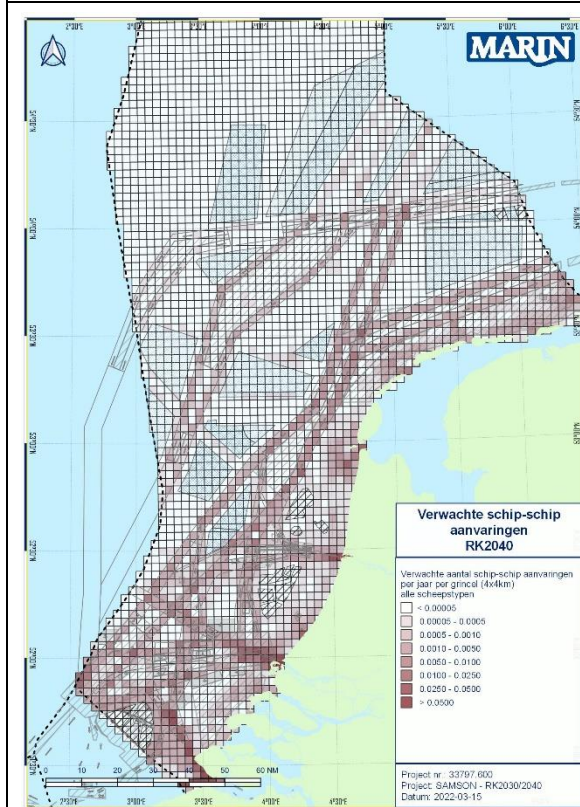 MARIN
Verwachte schip-schip
aanvaringen
RK2040
Verwachte aantal schip-schip aanvaringen
per jaar per grincel (4x4km)
alle scheepstypen
< 0.00005
0.00005 - 0.0005
0.0005 - 0.0010
0.0010 - 0.0050
0.0050 - 0.0100
0.0100 - 0.0250
0.0250 - 0.0500
> 0.0500
0 10 20 30 40 50 60 NM
Project nr.: 33797.600
Project: SAMSON - RK2030/2040
Datum: 2022-03-15